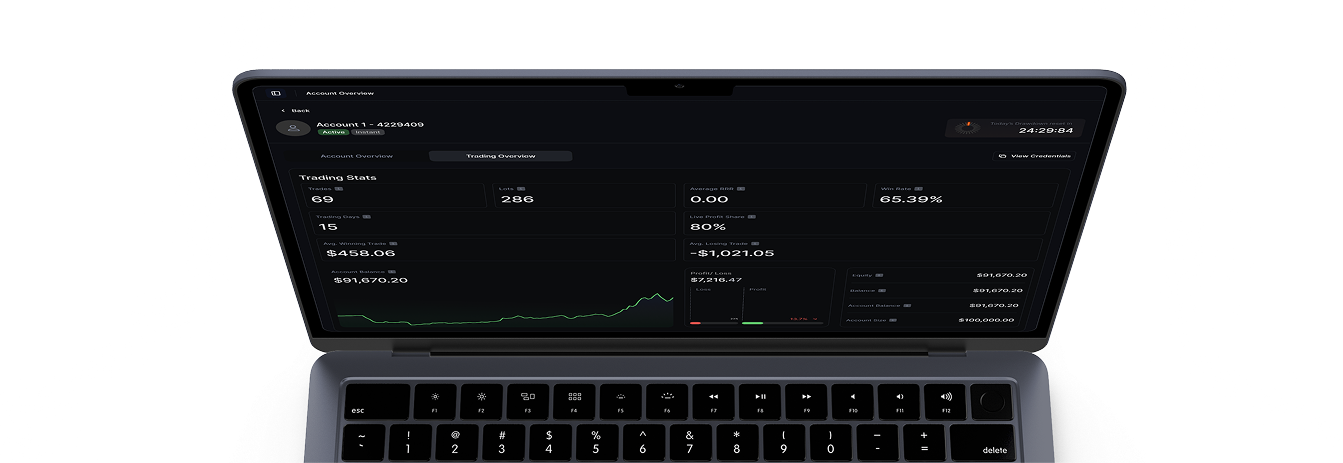 Account Overview
Back
Account 1 - 4229409
Active Instant
Today's Drawdown reset in
24:29:84
Account Overview Trading Overview View Credentials
Trading Stats
Trades Lots Average RRR Win Rate
69 286 0.00 65.39%
Trading Days Live Profit Share
15 80%
Avg. Winning Trade Avg. Losing Trade
$458.06 -$1,021.05
Account Balance Profit/ Loss
$91,670.20 $7,216.47
Loss Profit
Equity $91,670.20
Balance $91,670.20
Account Balance $91,670.20
Account Size $100,000.00
esc F1 F2 F3 F4 F5 F6 F7 F8 F9 F10 F11 F12
~ ! @ # $ % ^ & * ( ) – +
` 1 2 3 4 5 6 7 8 9 0 - = delete